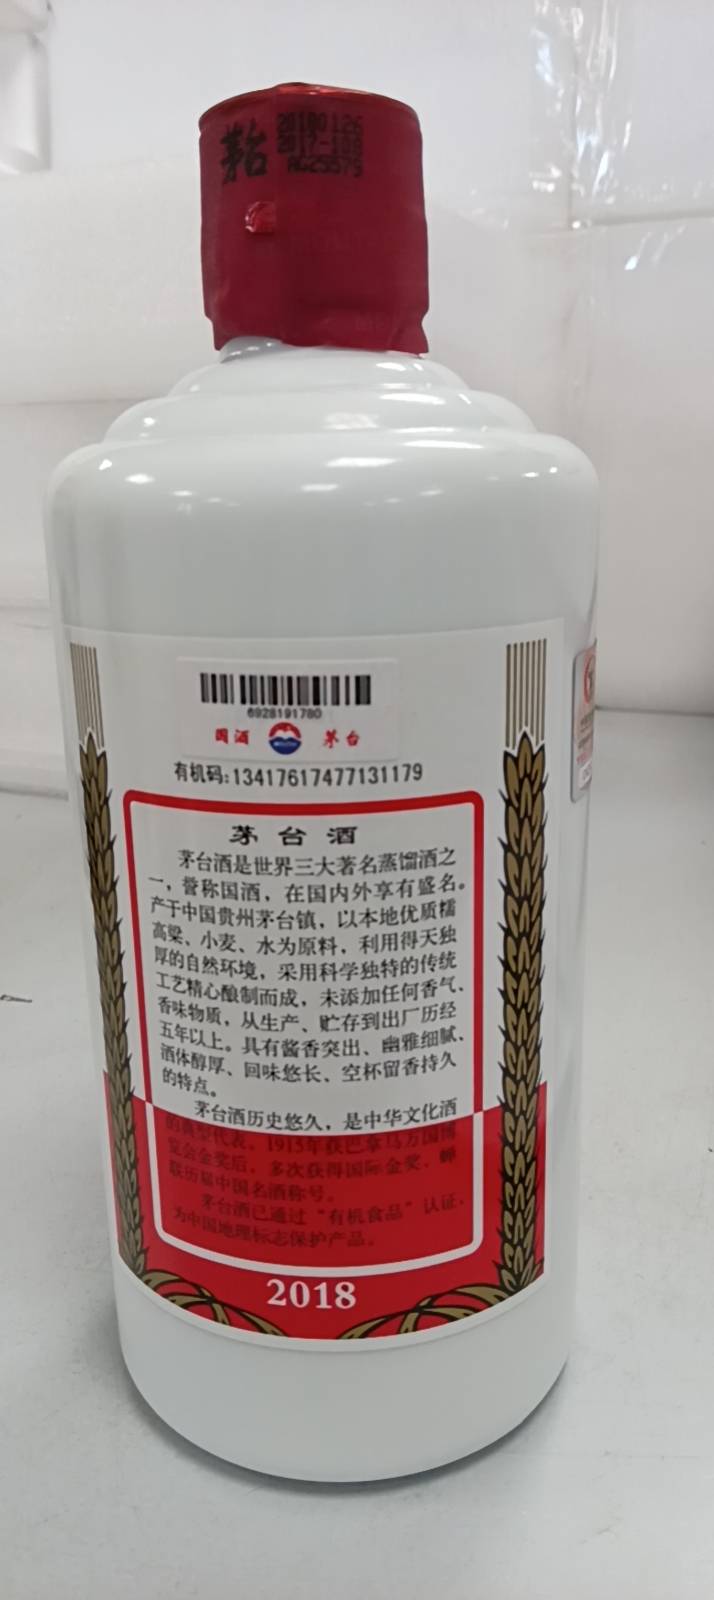 茅台
20180126
2017-108
6928191780
国酒 茅台
有机码:13417617477131179
茅台酒
茅台酒是世界三大著名蒸馏酒之
一，誉称国酒，在国内外享有盛名。
产于中国贵州茅台镇，以本地优质糯
高粱、小麦、水为原料，利用得天独
厚的自然环境，采用科学独特的传统
工艺精心酿制而成，未添加任何香气、
香味物质，从生产、贮存到出厂历经
五年以上。具有酱香突出、幽雅细腻、
酒体醇厚、回味悠长、空杯留香持久
的特点。
茅台酒历史悠久，是中华文化酒
的典型代表。1915年获巴拿马万国博
览会金奖后，多次获得国际金奖、蝉
联历届中国名酒称号。
茅台酒已通过“有机食品”认证，
为中国地理标志保护产品。
2018